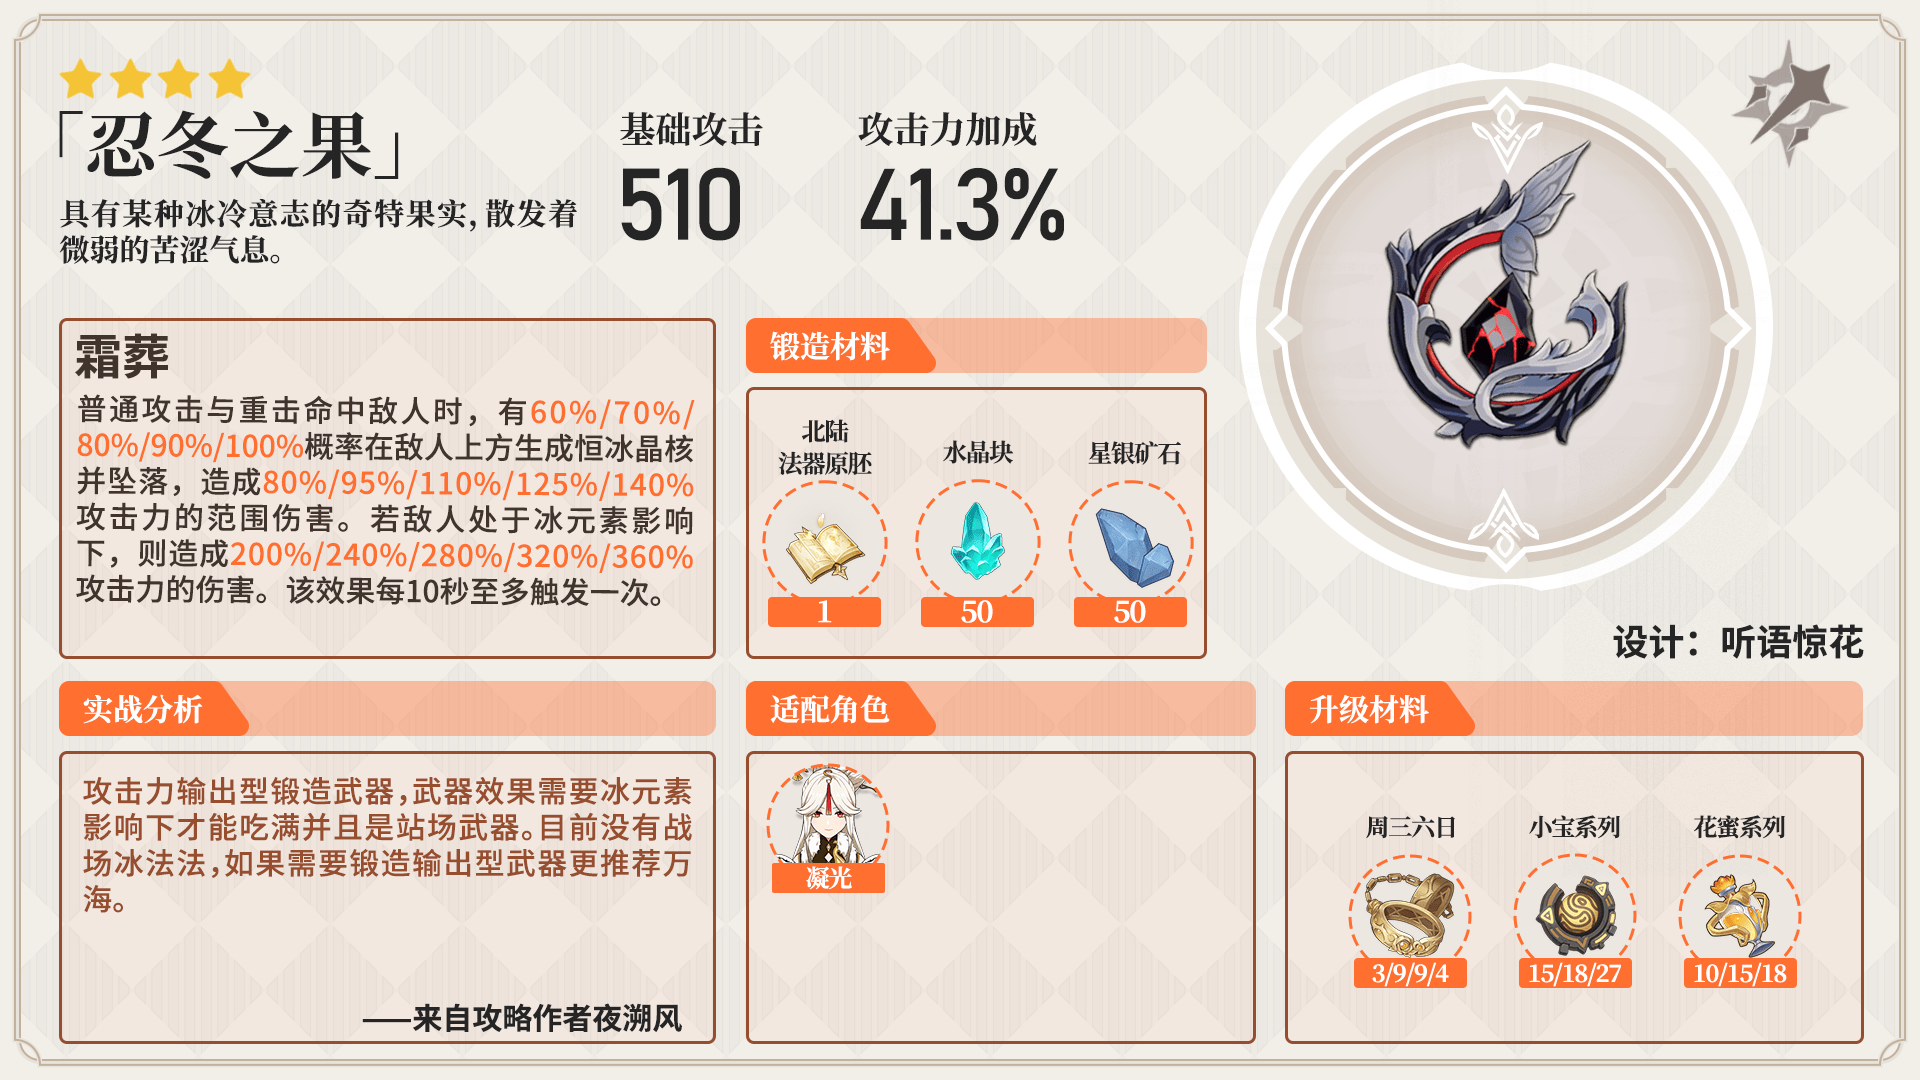 「忍冬之果」
具有某种冰冷意志的奇特果实，散发着
微弱的苦涩气息。
基础攻击
510
攻击力加成
41.3%
霜葬
普通攻击与重击命中敌人时，有60%/70%/
80%/90%/100%概率在敌人上方生成恒冰晶核
并坠落，造成80%/95%/110%/125%/140%
攻击力的范围伤害。若敌人处于冰元素影响
下，则造成200%/240%/280%/320%/360%
攻击力的伤害。该效果每10秒至多触发一次。
锻造材料
北陆
法器原胚
1
水晶块
50
星银矿石
50
设计：听语惊花
实战分析
攻击力输出型锻造武器，武器效果需要冰元素
影响下才能吃满并且是站场武器。目前没有战
场冰法法，如果需要锻造输出型武器更推荐万
海。
——来自攻略作者夜溯风
适配角色
凝光
升级材料
周三六日
3/9/9/4
小宝系列
15/18/27
花蜜系列
10/15/18